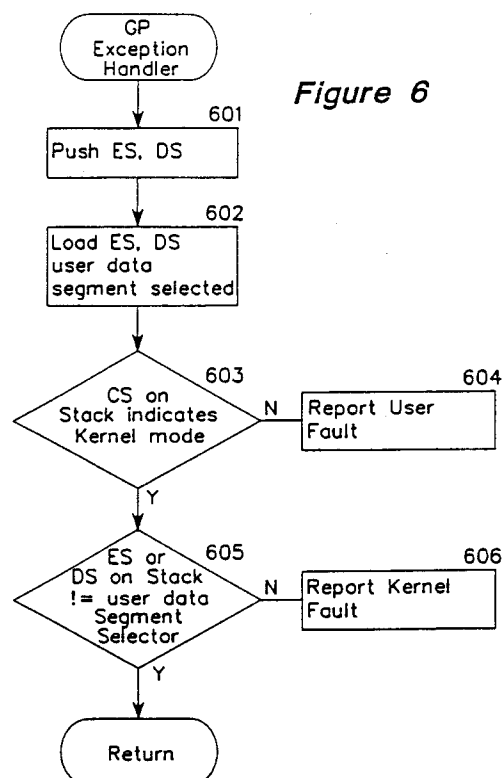 GP
Exception
Handler
Figure 6
601
Push ES, DS
602
Load ES, DS
user data
segment selected
603
CS on
Stack indicates
Kernel mode
N
604
Report User
Fault
Y
605
ES or
DS on Stack
!= user data
Segment
Selector
N
606
Report Kernel
Fault
Y
Return